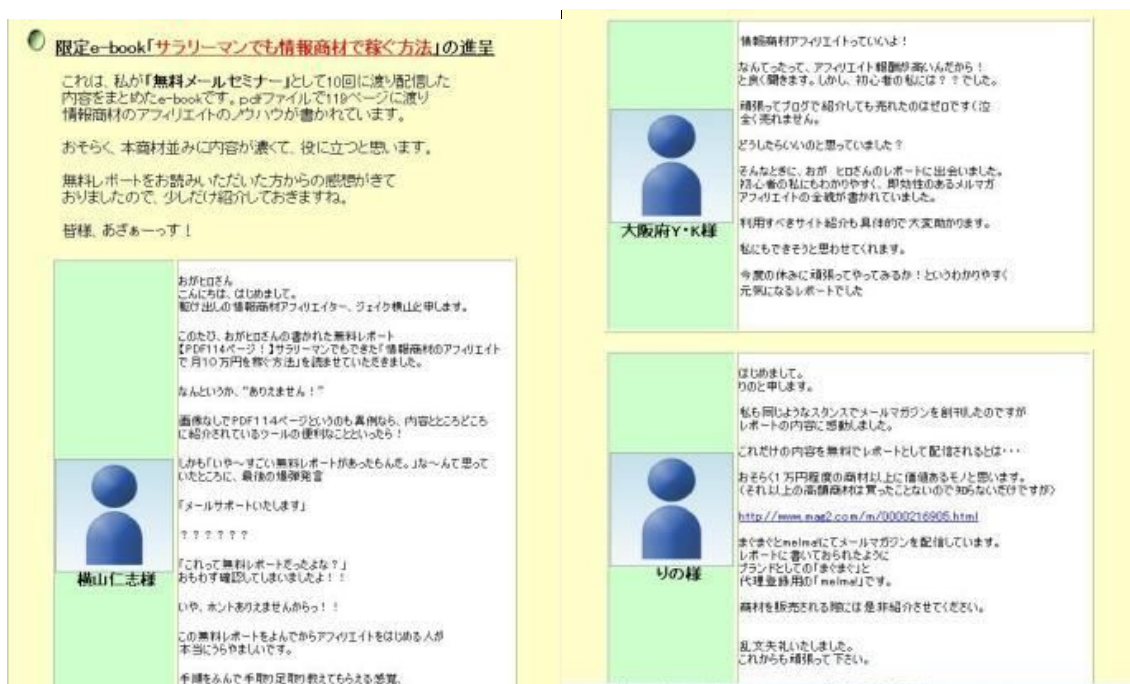 限定e-book「サラリーマンでも情報商材で稼ぐ方法」の進呈
これは、私が「無料メールセミナー」として10回に渡り配信した
内容をまとめたe-bookです。pdfファイルで119ページに渡り
情報商材のアフィリエイトのノウハウが書かれています。
おそらく、本商材並みに内容が濃くて、役に立つと思います。
無料レポートをお読みいただいた方からの感想がきて
おりましたので、少しだけ紹介しておきますね。
皆様、あざぁーっす！
横山仁志様
おがヒロさん
こんにちは、はじめまして。
駆け出しの情報商材アフィリエイター、ジェイク横山と申します。
このたび、おがヒロさんの書かれた無料レポート
【PDF114ページ！】サラリーマンでもできた「情報商材のアフィリエイト
で月10万円を稼ぐ方法」を読ませていただきました。
なんというか、“ありえません！”
画像なしでPDF114ページというのも異例なら、内容ところどころ
に紹介されているツールの便利なことといったら！
しかも「いや～すごい無料レポートがあったもんだ。」な～んて思って
いたところに、最後の爆弾発言
「メールサポートいたします」
？？？？？？
「これって無料レポートだったよな？」
おもわず確認してしまいましたよ！！
いや、ホントありえませんからっ！！
この無料レポートをよんでからアフィリエイトをはじめる人が
本当にうらやましいです。
手順をふんで手取り足取り教えてもらえる感覚、
大阪府Y・K様
情報商材アフィリエイトっていいよ！
なんてったって、アフィリエイト報酬が高いんだから！
と良く聞きます。しかし、初心者の私には？？でした。
頑張ってブログで紹介しても売れたのはゼロです（泣
全く売れません。
どうしたらいいのと思っていました？
そんなときに、おが　ヒロさんのレポートに出会いました。
初心者の私にもわかりやすく、即効性のあるメルマガ
アフィリエイトの全貌が書かれていました。
利用すべきサイト紹介も具体的で大変助かります。
私にもできそうと思わせてくれます。
今度の休みに頑張ってやってみるか！というわかりやすく
元気になるレポートでした
りの様
はじめまして。
りのと申します。
私も同じようなスタンスでメールマガジンを創刊したのですが
レポートの内容に感動しました。
これだけの内容を無料でレポートとして配信されるとは・・・
おそらく1万円程度の商材以上に価値あるモノと思います。
（それ以上の高額商材は買ったことないので知らないだけですが）
http://www.mag2.com/m/0000216905.html
まぐまぐとmelma!にてメールマガジンを配信しています。
レポートに書いておられたように
ブランドとしての「まぐまぐ」と
代理登録用の「melma!」です。
商材を販売される際には是非紹介させてください。
乱文失礼いたしました。
これからも頑張って下さい。